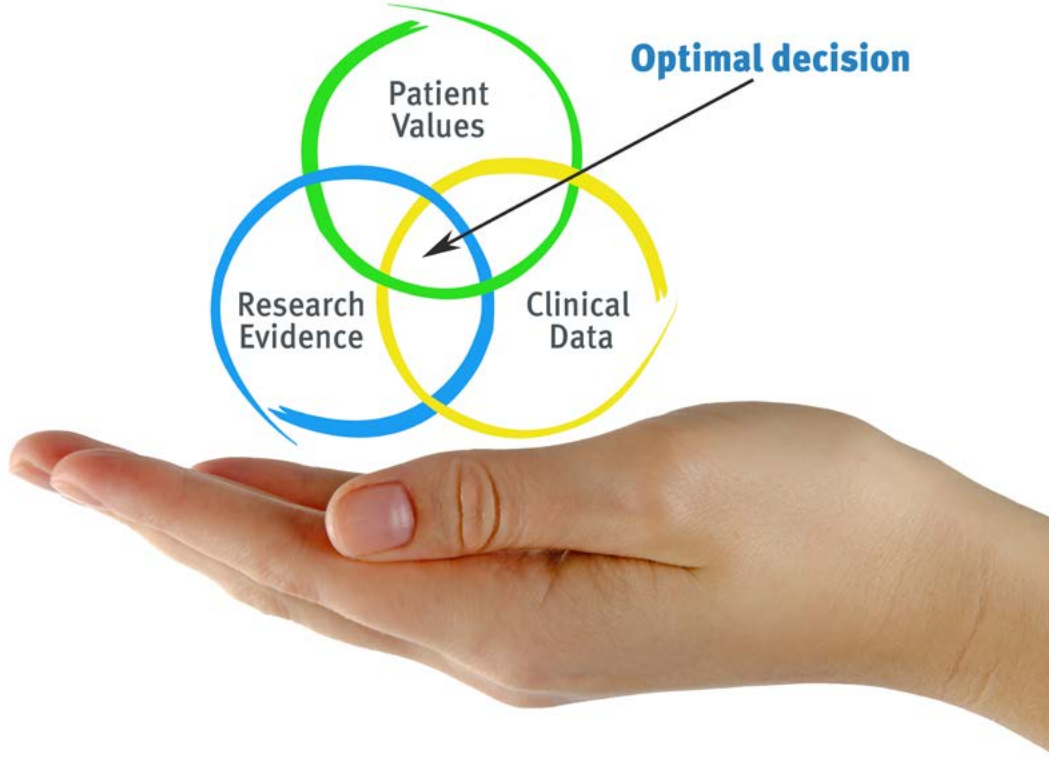 Optimal decision
Patient
Values
Research
Evidence
Clinical
Data